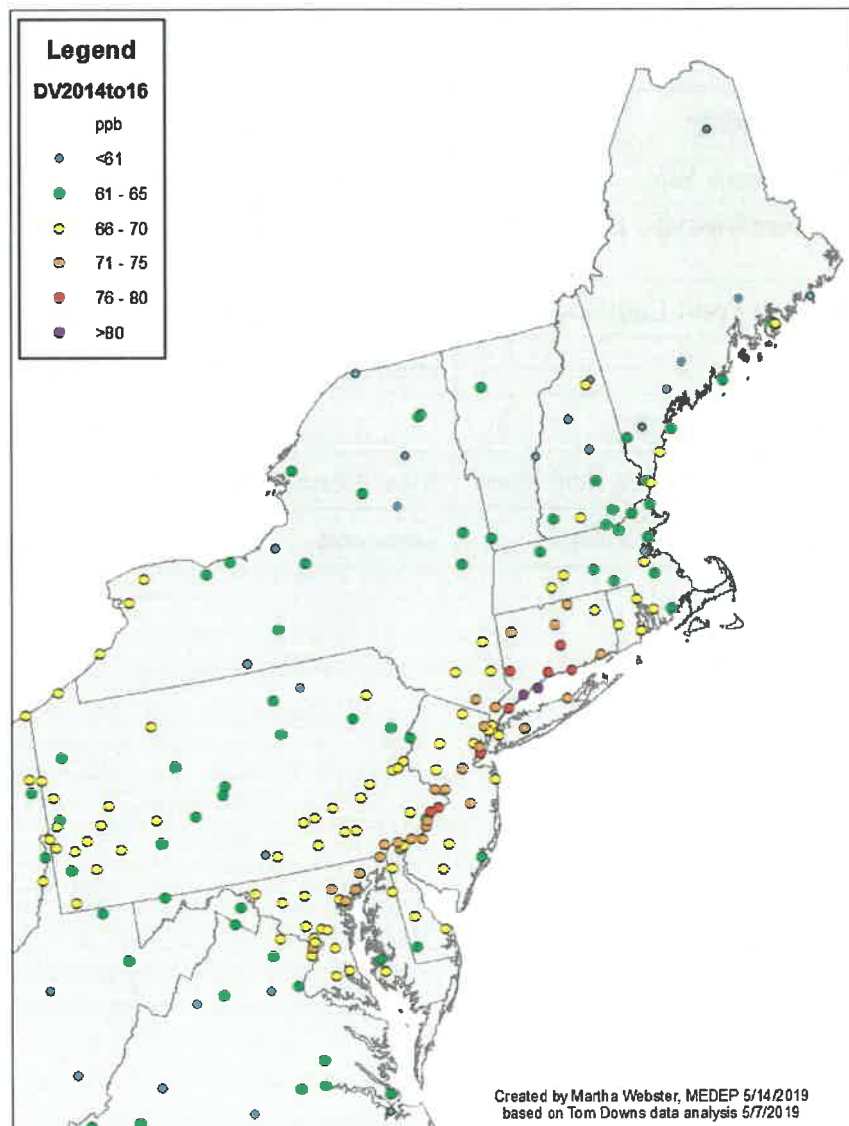 Legend
DV2014to16
ppb
<61
61 - 65
66 - 70
71 - 75
76 - 80
>80
Created by Martha Webster, MEDEP 5/14/2019
based on Tom Downs data analysis 5/7/2019